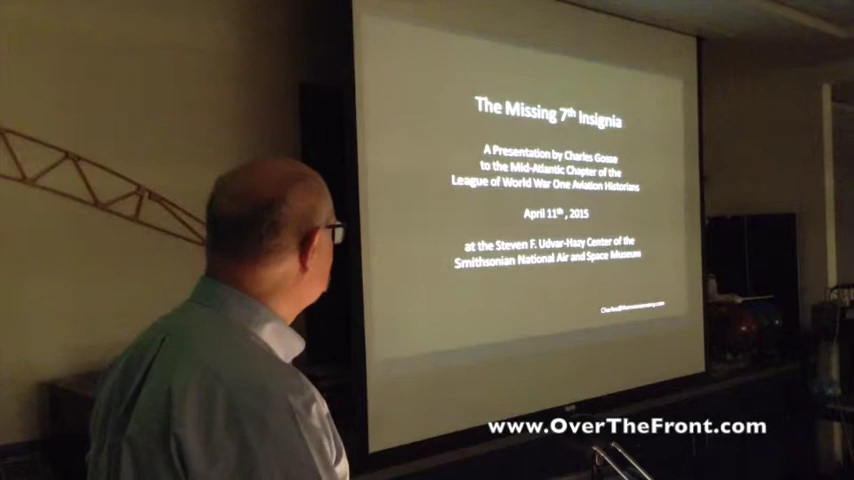 The Missing 7th Insignia
A Presentation by Charles Gosse
to the Mid-Atlantic Chapter of the
League of World War One Aviation Historians
April 11th , 2015
at the Steven F. Udvar-Hazy Center of the
Smithsonian National Air and Space Museum
www.OverTheFront.com